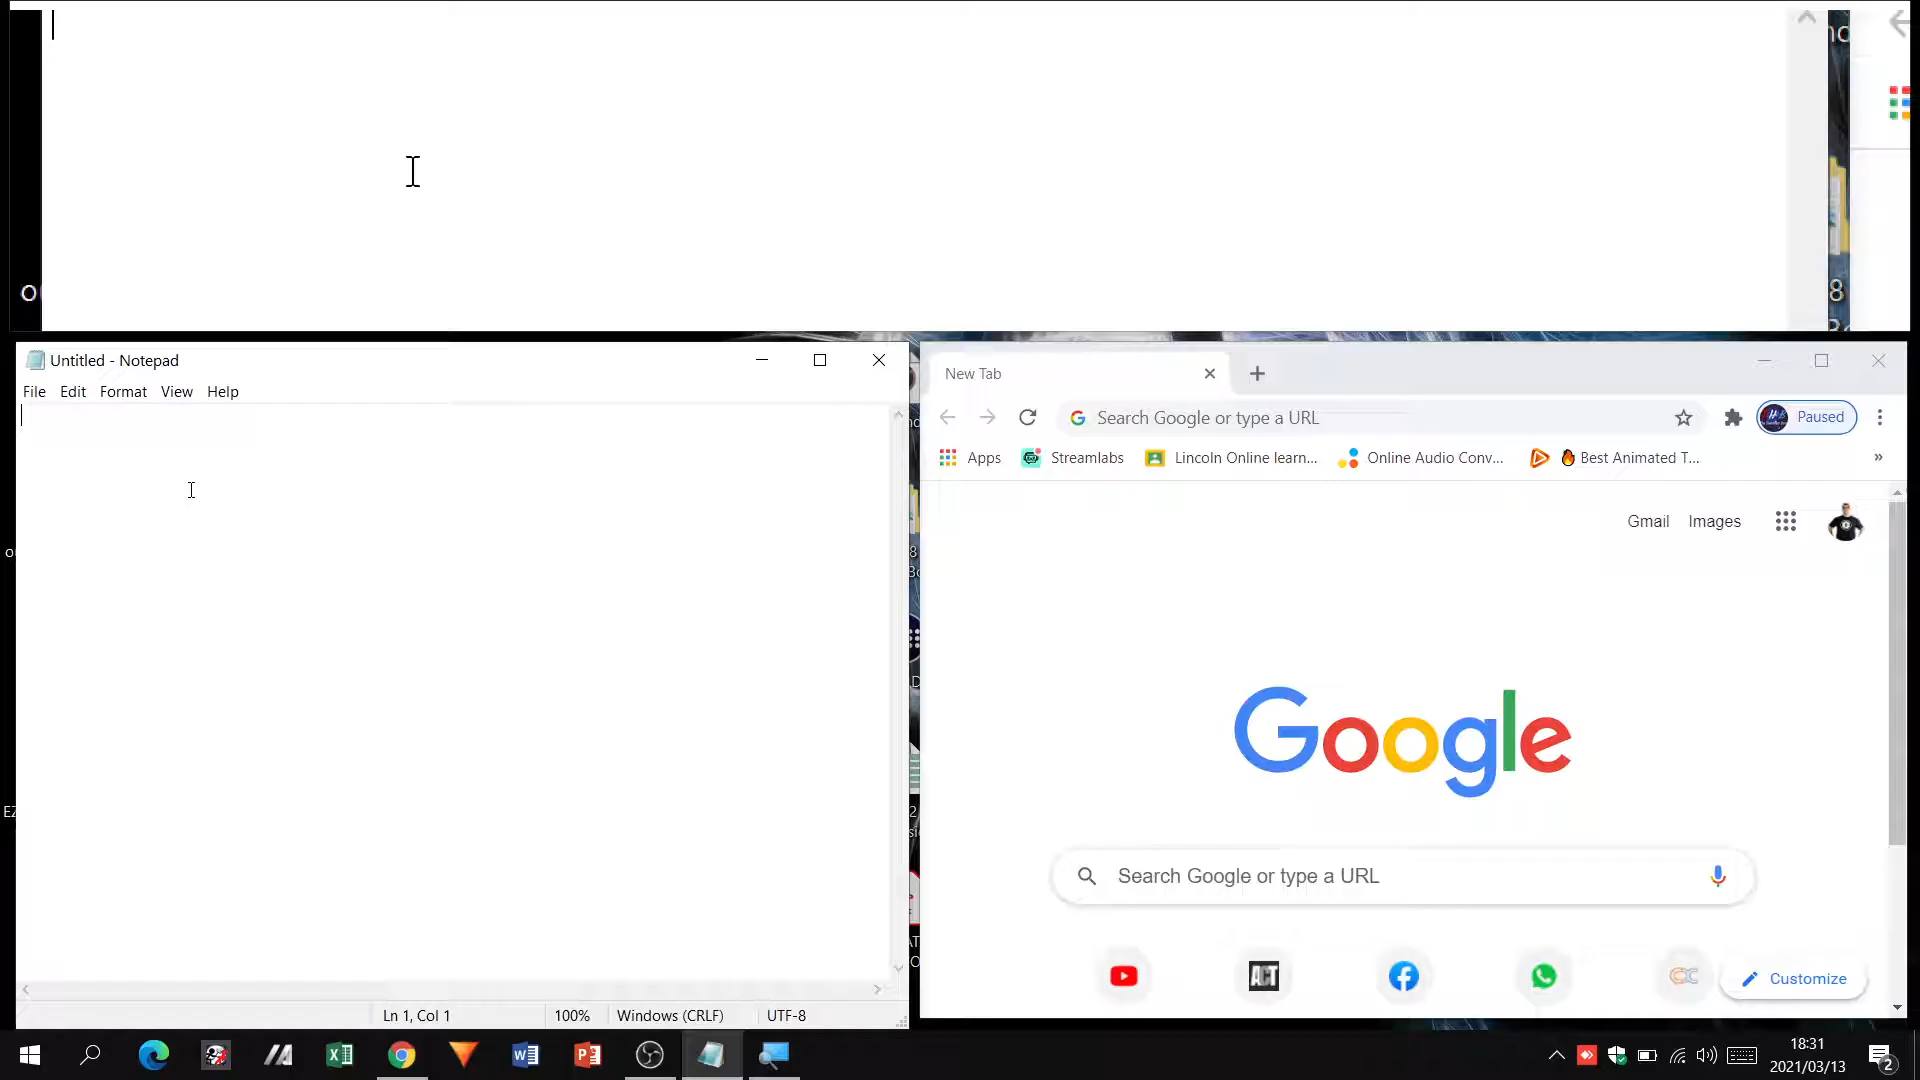 Untitled - Notepad
File Edit Format View Help
Ln 1, Col 1 100% Windows (CRLF) UTF-8
New Tab
Search Google or type a URL
Paused
Apps Streamlabs Lincoln Online learn... Online Audio Conv... Best Animated T... »
Gmail Images
Google
Search Google or type a URL
ACT
Customize
18:31
2021/03/13
2